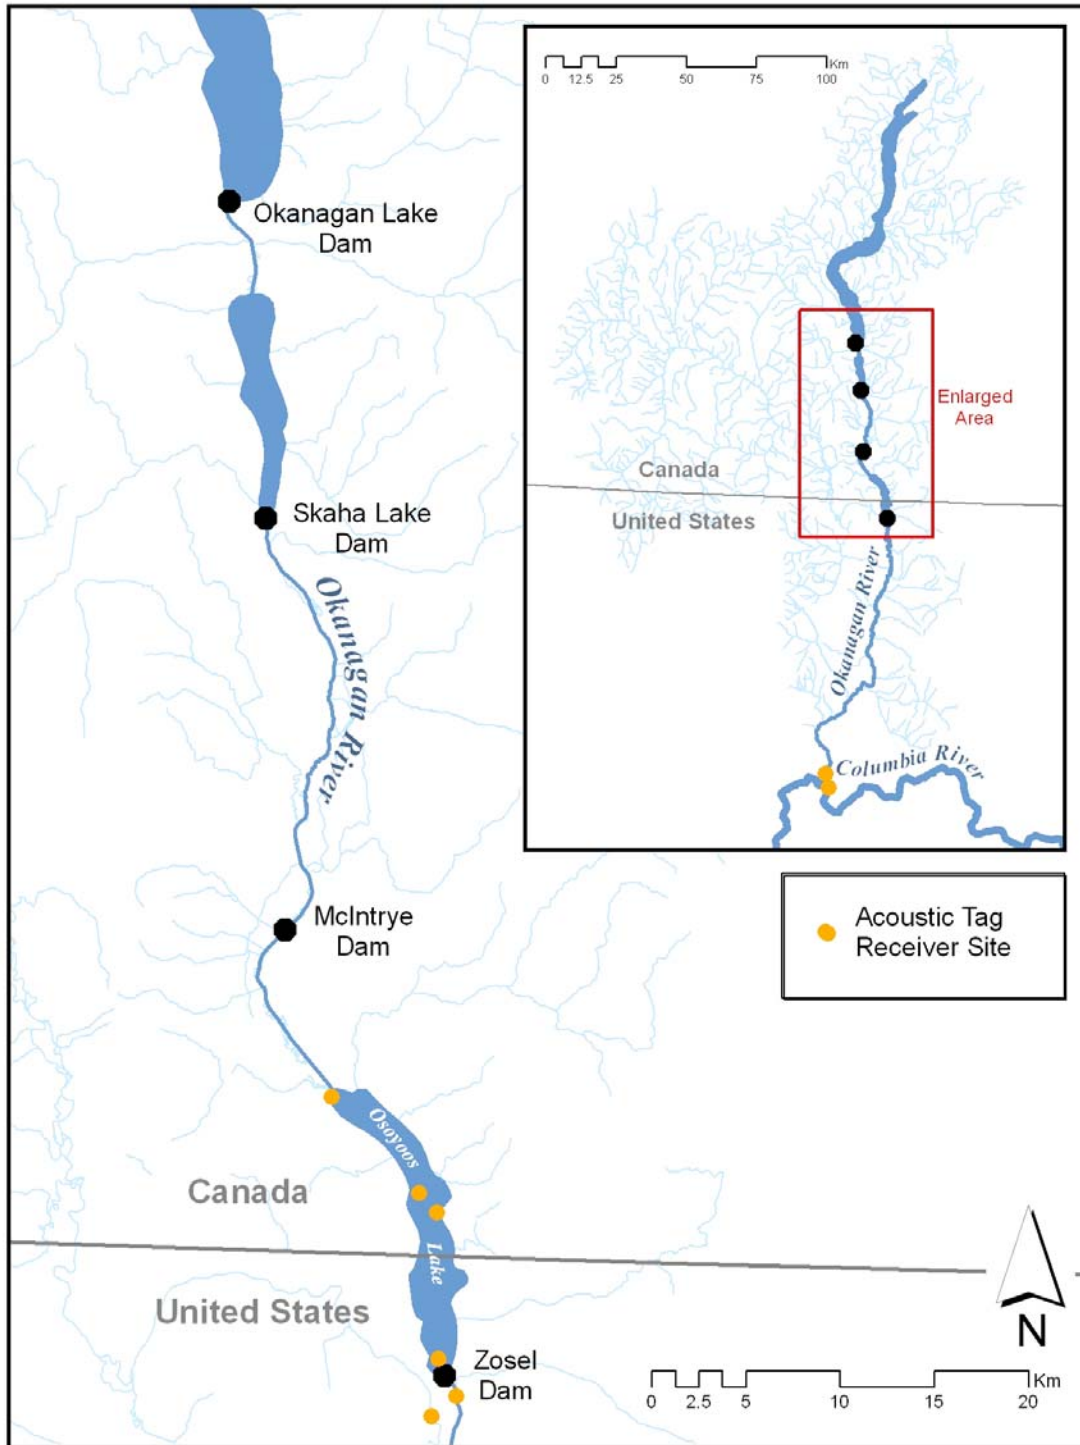 Okanagan Lake
Dam
Skaha Lake
Dam
Okanagan River
McIntrye
Dam
Osoyoos
Lake
Canada
United States
Zosel
Dam
0 12.5 25 50 75 100 Km
Enlarged
Area
Canada
United States
Okanagan River
Columbia River
Acoustic Tag
Receiver Site
N
0 2.5 5 10 15 20 Km